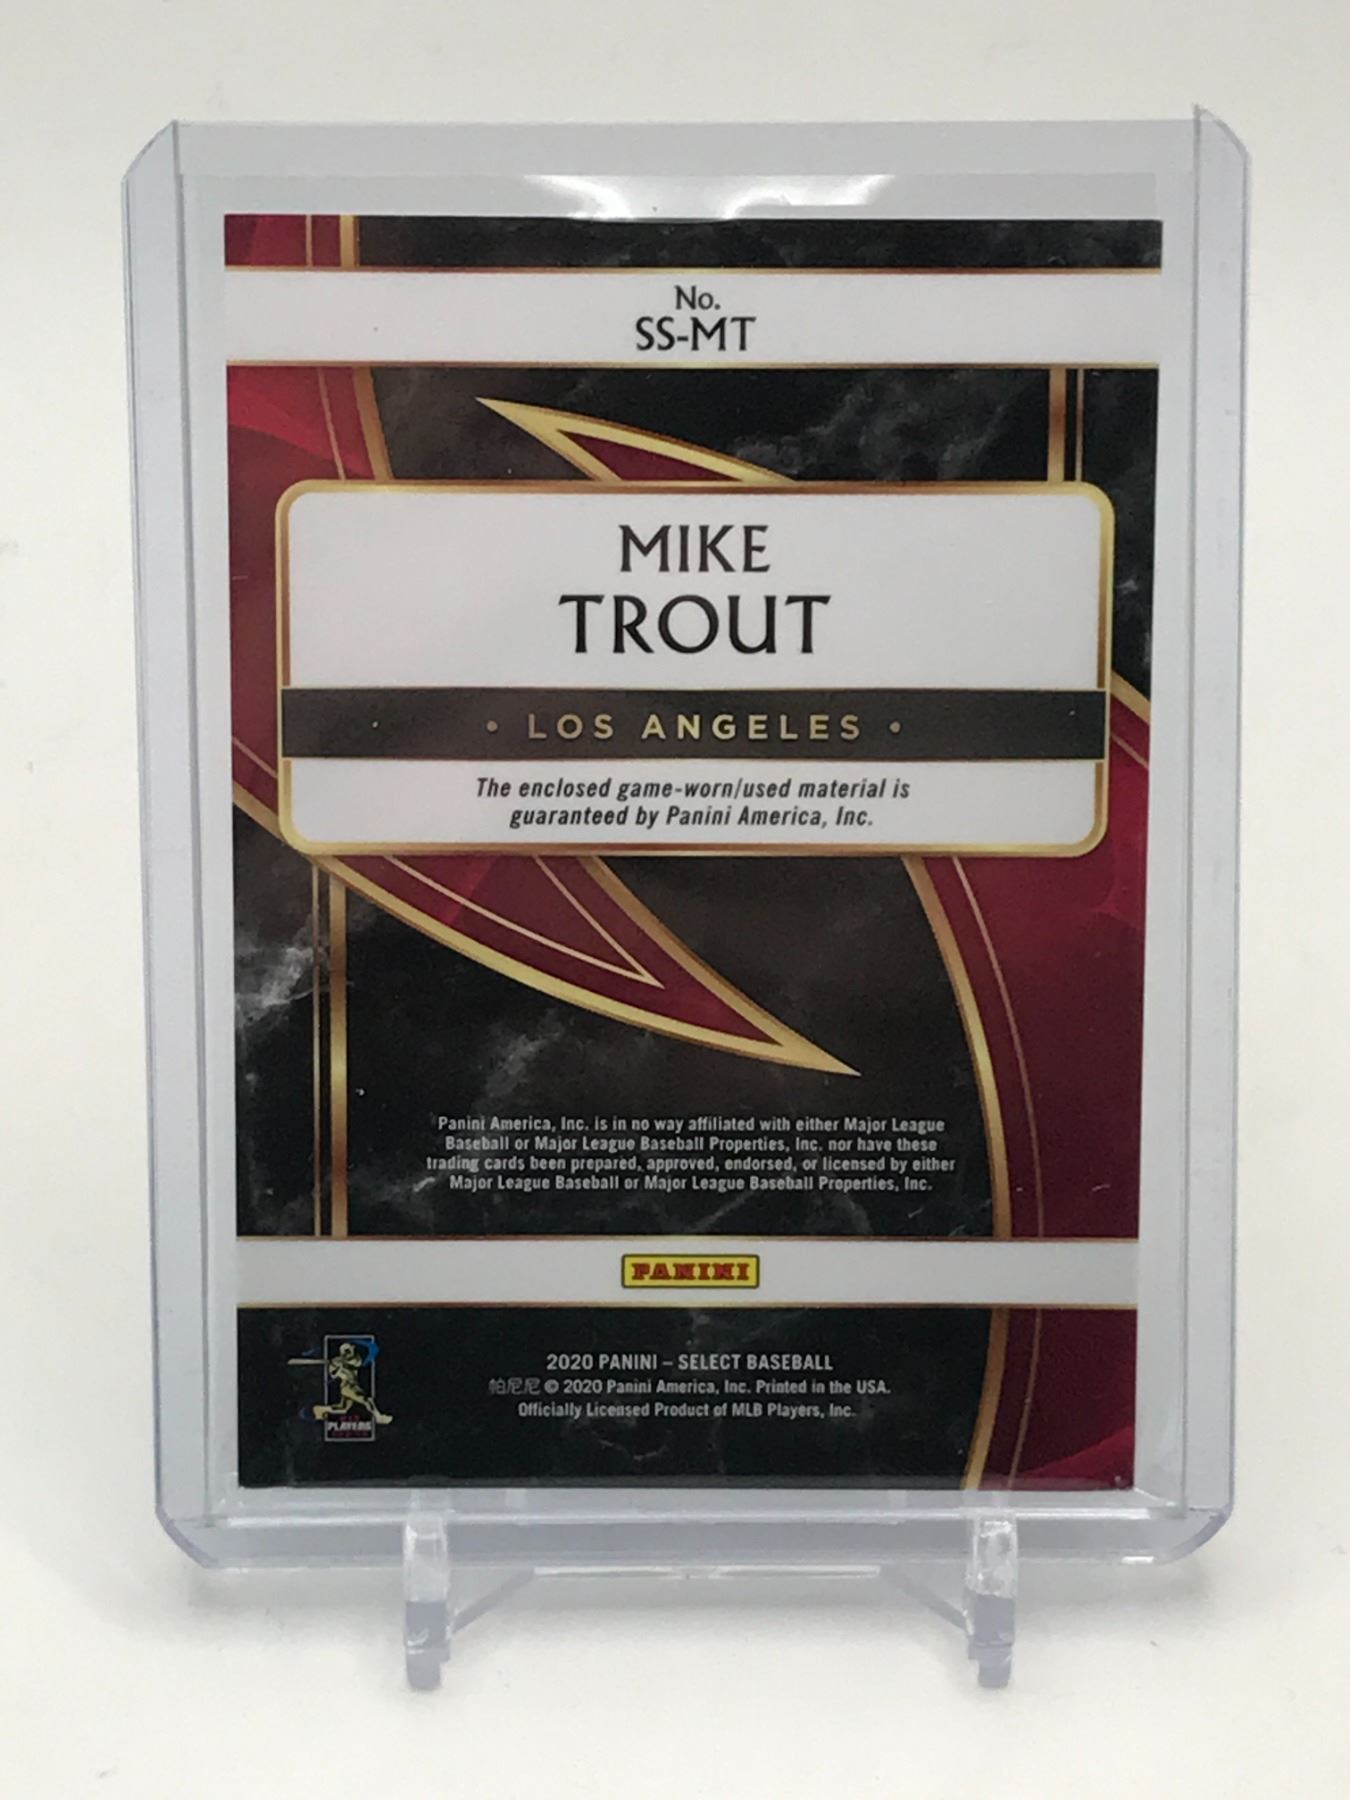 No.
SS-MT
MIKE
TROUT
• LOS ANGELES •
The enclosed game-worn/used material is
guaranteed by Panini America, Inc.
Panini America, Inc. is in no way affiliated with either Major League
Baseball or Major League Baseball Properties, Inc. nor have these
trading cards been prepared, approved, endorsed, or licensed by either
Major League Baseball or Major League Baseball Properties, Inc.
PANINI
2020 PANINI – SELECT BASEBALL
帕尼尼 © 2020 Panini America, Inc. Printed in the USA.
Officially Licensed Product of MLB Players, Inc.
PLAYERS